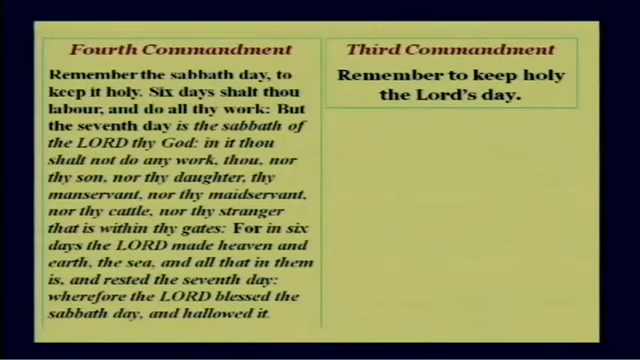 Fourth Commandment
Remember the sabbath day, to
keep it holy. Six days shalt thou
labour, and do all thy work: But
the seventh day is the sabbath of
the LORD thy God: in it thou
shalt not do any work, thou, nor
thy son, nor thy daughter, thy
manservant, nor thy maidservant,
nor thy cattle, nor thy stranger
that is within thy gates: For in six
days the LORD made heaven and
earth, the sea, and all that in them
is, and rested the seventh day:
wherefore the LORD blessed the
sabbath day, and hallowed it.
Third Commandment
Remember to keep holy
the Lord's day.